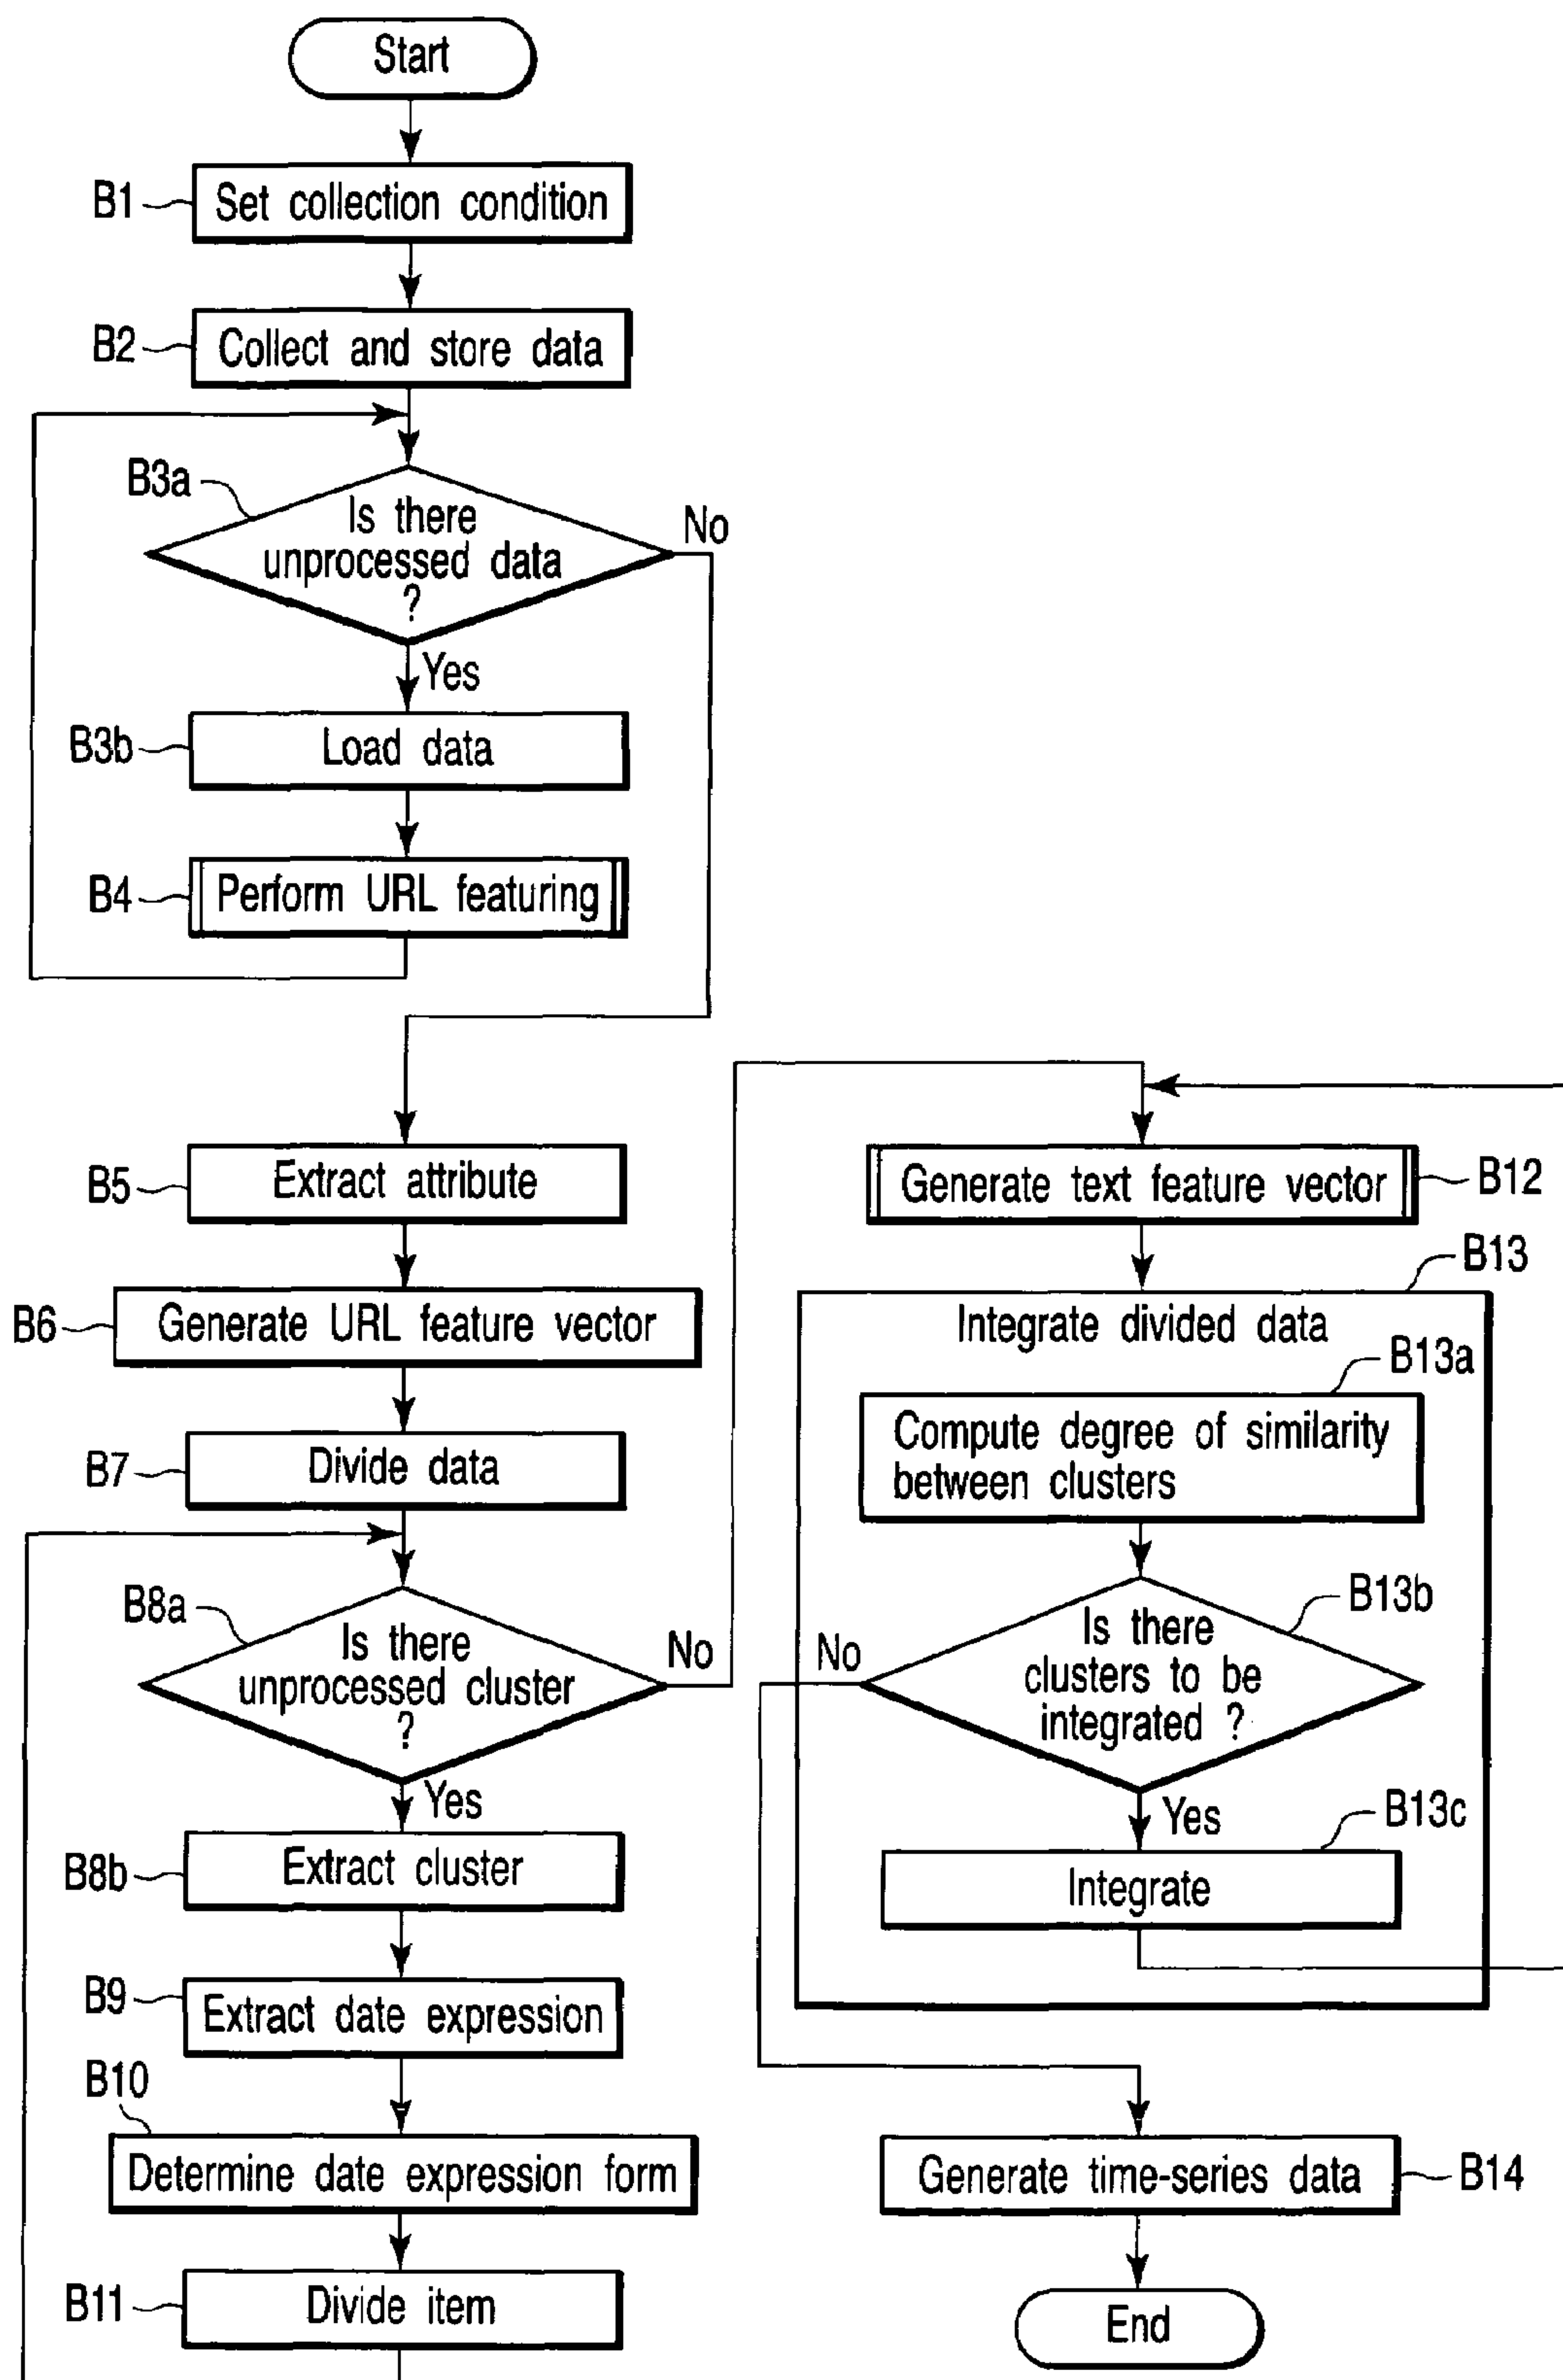 Start
B1
Set collection condition
B2
Collect and store data
B3a
Is there
unprocessed data
?
No
Yes
B3b
Load data
B4
Perform URL featuring
B5
Extract attribute
B6
Generate URL feature vector
B7
Divide data
B8a
Is there
unprocessed cluster
?
No
Yes
B8b
Extract cluster
B9
Extract date expression
B10
Determine date expression form
B11
Divide item
Generate text feature vector
B12
B13
Integrate divided data
B13a
Compute degree of similarity
between clusters
B13b
Is there
clusters to be
integrated ?
No
Yes
B13c
Integrate
Generate time-series data
B14
End